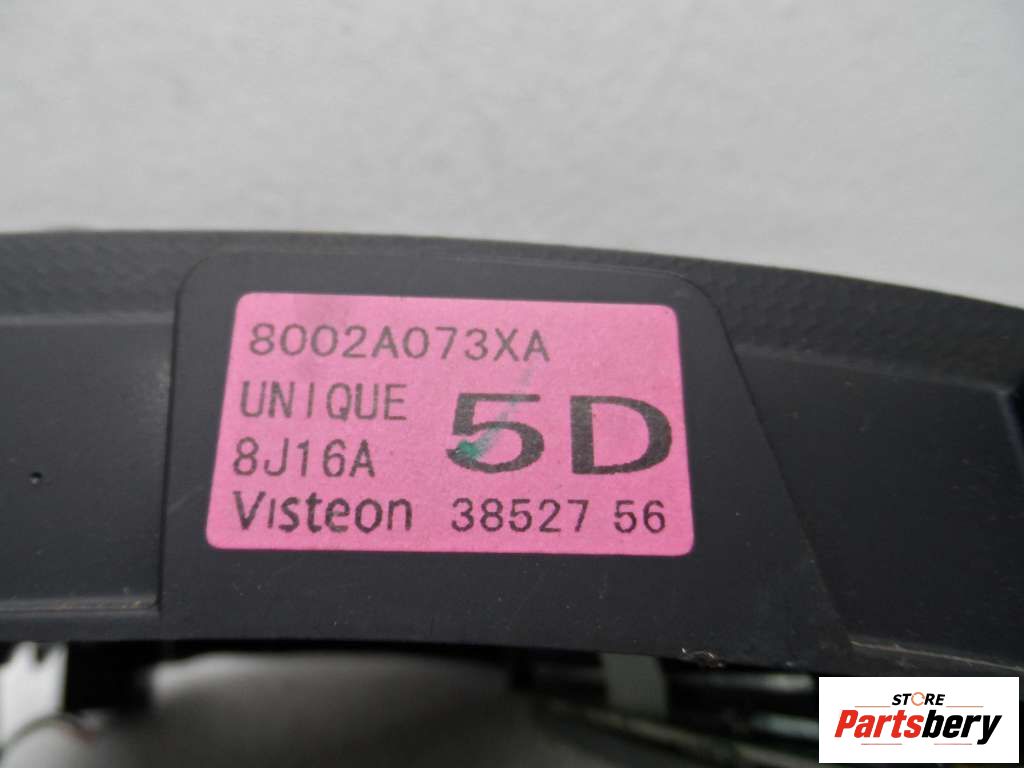 8002A073XA
UNIQUE 5D
8J16A
Visteon 38527 56
STORE
Partsbery